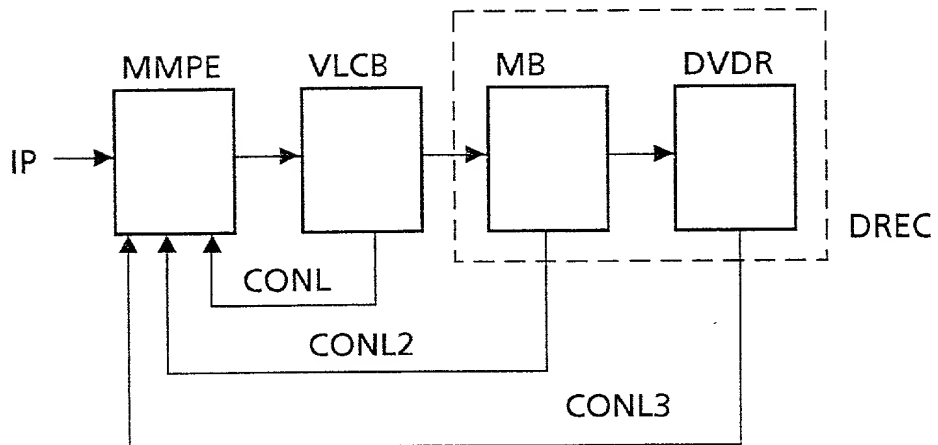 MMPE
VLCB
MB
DVDR
IP
DREC
CONL
CONL2
CONL3